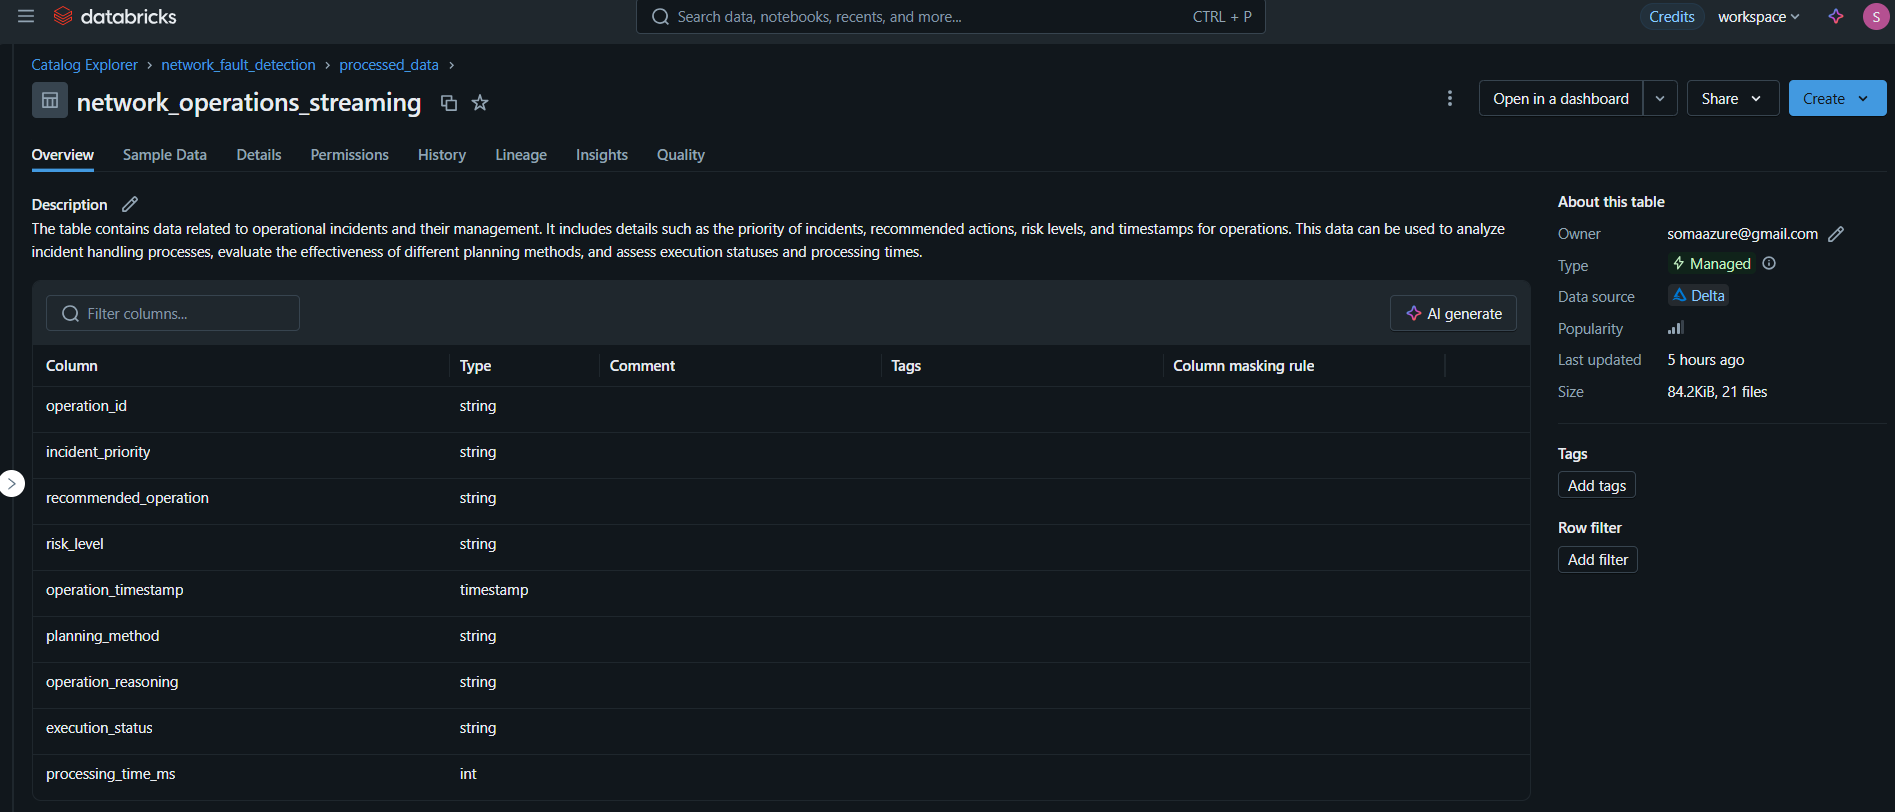 databricks
Search data, notebooks, recents, and more... CTRL + P
Credits workspace S
Catalog Explorer › network_fault_detection › processed_data ›
network_operations_streaming
Open in a dashboard Share Create
Overview Sample Data Details Permissions History Lineage Insights Quality
Description
The table contains data related to operational incidents and their management. It includes details such as the priority of incidents, recommended actions, risk levels, and timestamps for operations. This data can be used to analyze
incident handling processes, evaluate the effectiveness of different planning methods, and assess execution statuses and processing times.
Filter columns... AI generate
Column Type Comment Tags Column masking rule
operation_id string
incident_priority string
recommended_operation string
risk_level string
operation_timestamp timestamp
planning_method string
operation_reasoning string
execution_status string
processing_time_ms int
About this table
Owner somaazure@gmail.com
Type Managed
Data source Delta
Popularity
Last updated 5 hours ago
Size 84.2KiB, 21 files
Tags
Add tags
Row filter
Add filter